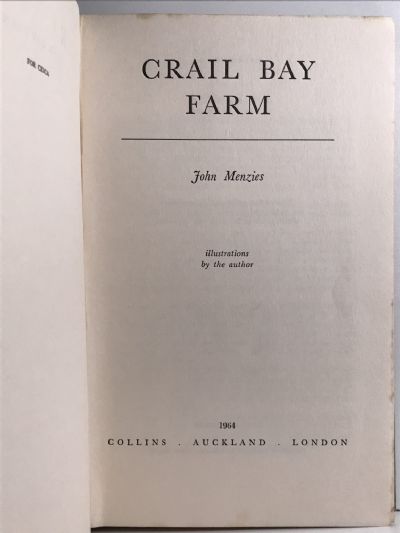 CRAIL BAY
FARM
John Menzies
illustrations
by the author
1964
COLLINS . AUCKLAND . LONDON